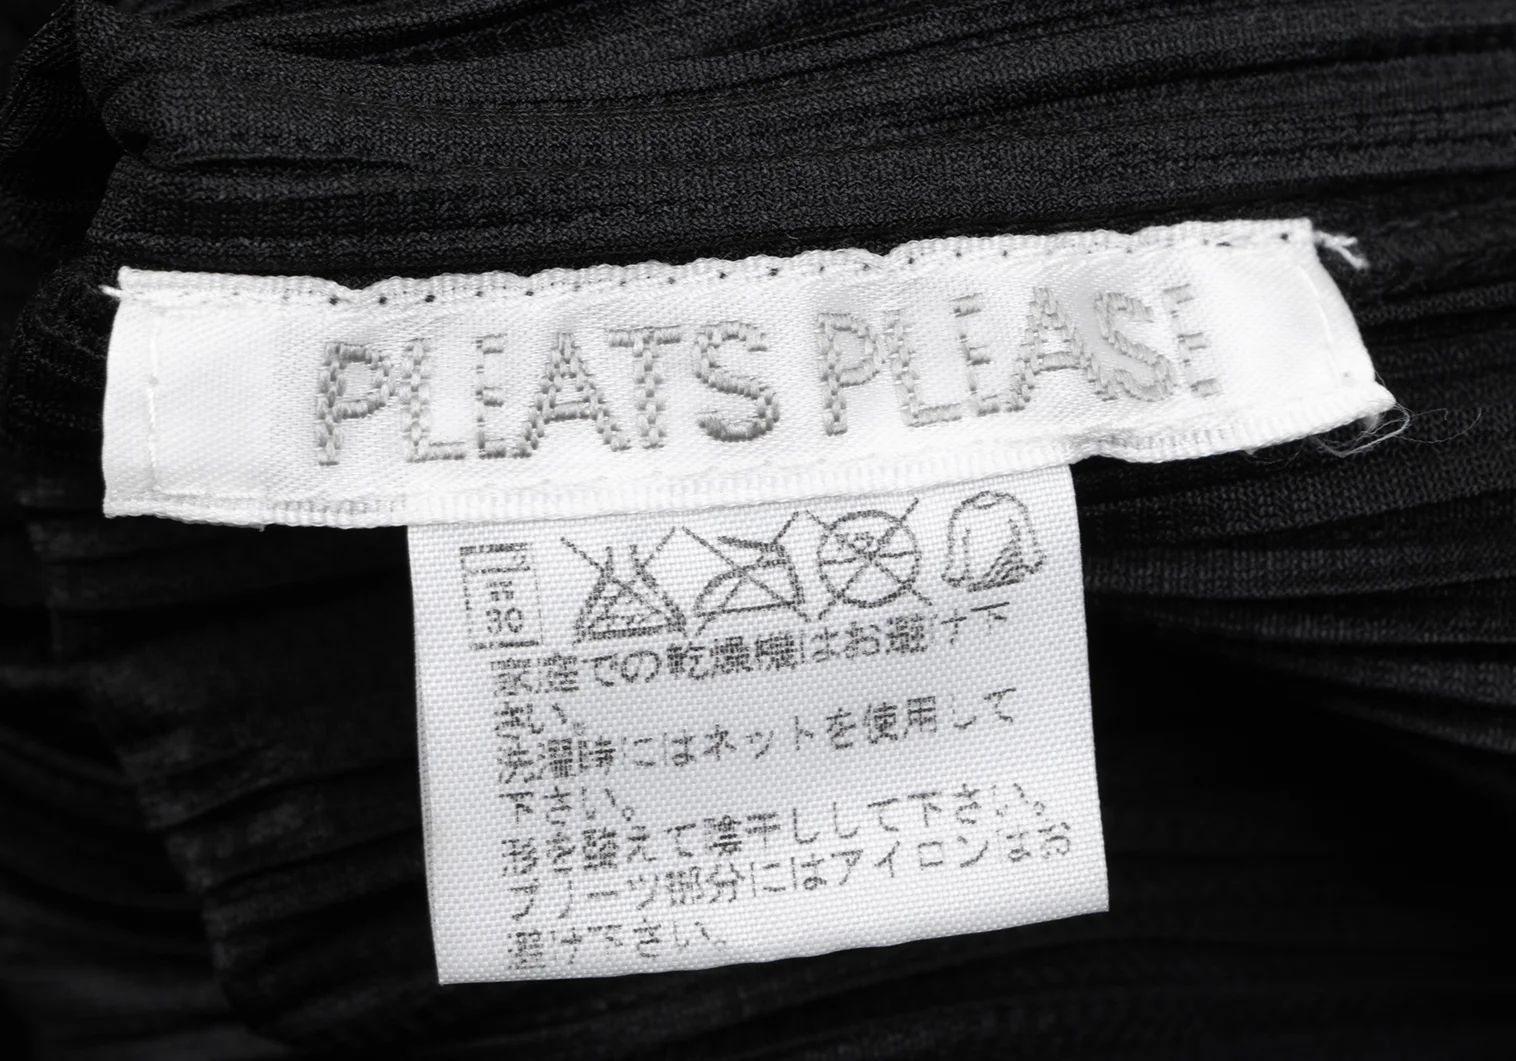 PLEATS PLEASE
30
家庭での乾燥機はお避け下
さい。
洗濯時にはネットを使用して
下さい。
形を整えて陰干しして下さい。
プリーツ部分にはアイロンはお
避け下さい。